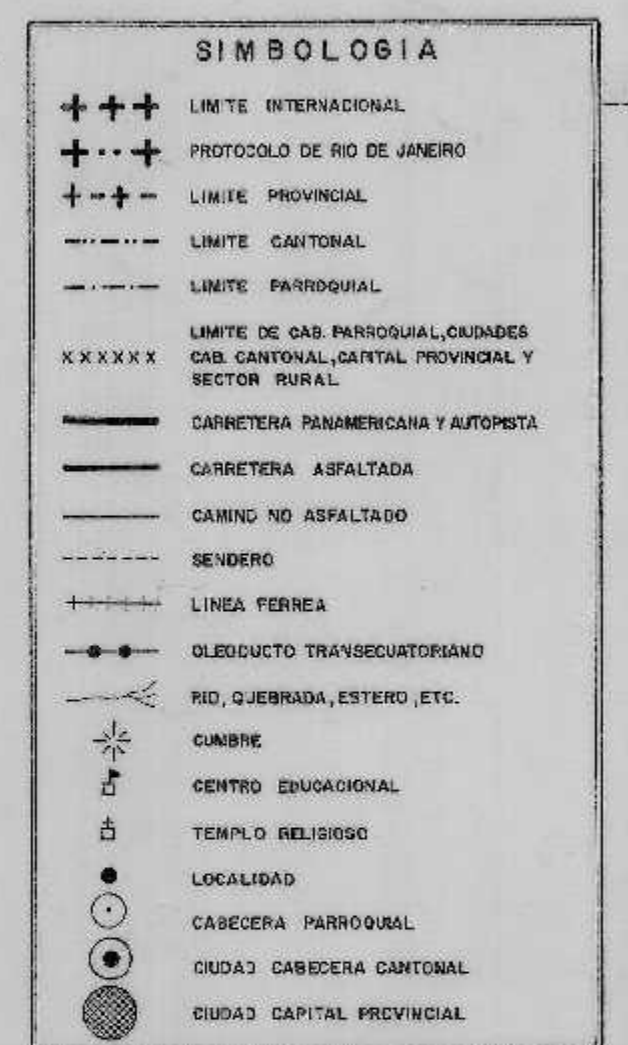 SIMBOLOGIA
LIMITE INTERNACIONAL
PROTOCOLO DE RIO DE JANEIRO
LIMITE PROVINCIAL
LIMITE CANTONAL
LIMITE PARROQUIAL
LIMITE DE CAB. PARROQUIAL, CIUDADES
XXXXXX CAB. CANTONAL, CAPITAL PROVINCIAL Y
SECTOR RURAL
CARRETERA PANAMERICANA Y AUTOPISTA
CARRETERA ASFALTADA
CAMINO NO ASFALTADO
SENDERO
LINEA FERREA
OLEODUCTO TRANSECUATORIANO
RIO, QUEBRADA, ESTERO, ETC.
CUMBRE
CENTRO EDUCACIONAL
TEMPLO RELIGIOSO
LOCALIDAD
CABECERA PARROQUIAL
CIUDAD CABECERA CANTONAL
CIUDAD CAPITAL PROVINCIAL